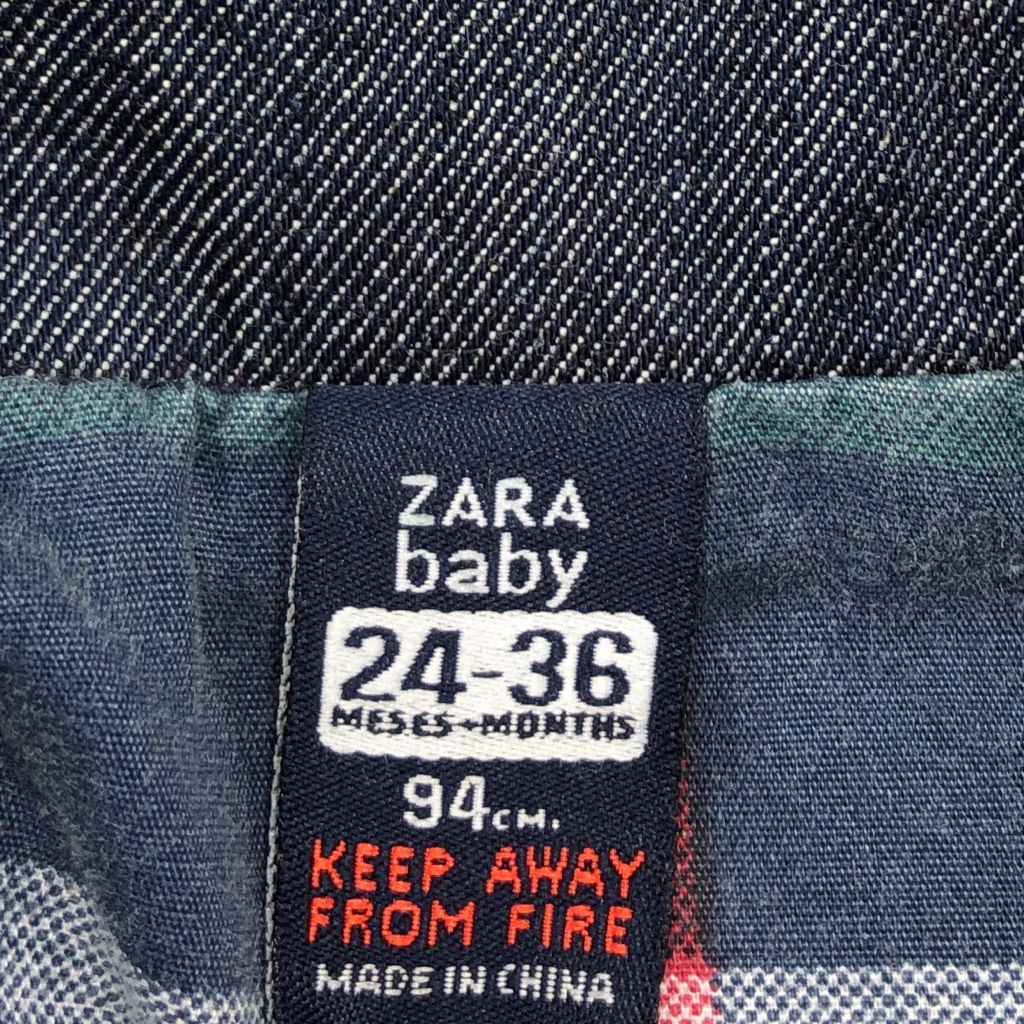 ZARA
baby
24-36
MESES-MONTHS
94CM.
KEEP AWAY
FROM FIRE
MADE IN CHINA